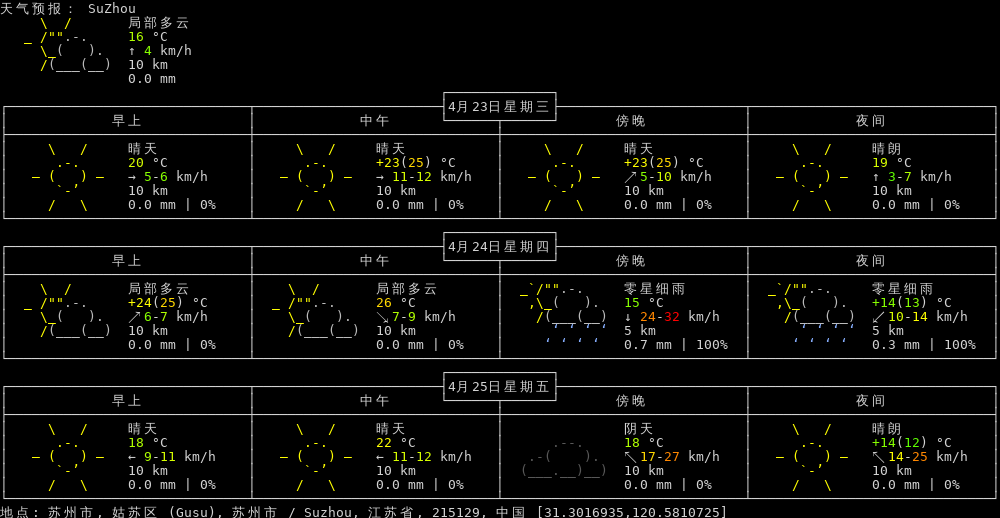 天气预报： SuZhou
局部多云
16 °C
↑ 4 km/h
10 km
0.0 mm
4月23日星期三
早上 中午 傍晚 夜间
晴天 晴天 晴天 晴朗
20 °C +23(25) °C +23(25) °C 19 °C
→ 5-6 km/h → 11-12 km/h ↗ 5-10 km/h ↑ 3-7 km/h
10 km 10 km 10 km 10 km
0.0 mm | 0% 0.0 mm | 0% 0.0 mm | 0% 0.0 mm | 0%
4月24日星期四
早上 中午 傍晚 夜间
局部多云 局部多云 零星细雨 零星细雨
+24(25) °C 26 °C 15 °C +14(13) °C
↗ 6-7 km/h ↘ 7-9 km/h ↓ 24-32 km/h ↙ 10-14 km/h
10 km 10 km 5 km 5 km
0.0 mm | 0% 0.0 mm | 0% 0.7 mm | 100% 0.3 mm | 100%
4月25日星期五
早上 中午 傍晚 夜间
晴天 晴天 阴天 晴朗
18 °C 22 °C 18 °C +14(12) °C
← 9-11 km/h ← 11-12 km/h ↖ 17-27 km/h ↖ 14-25 km/h
10 km 10 km 10 km 10 km
0.0 mm | 0% 0.0 mm | 0% 0.0 mm | 0% 0.0 mm | 0%
地点: 苏州市, 姑苏区 (Gusu), 苏州市 / Suzhou, 江苏省, 215129, 中国 [31.3016935,120.5810725]